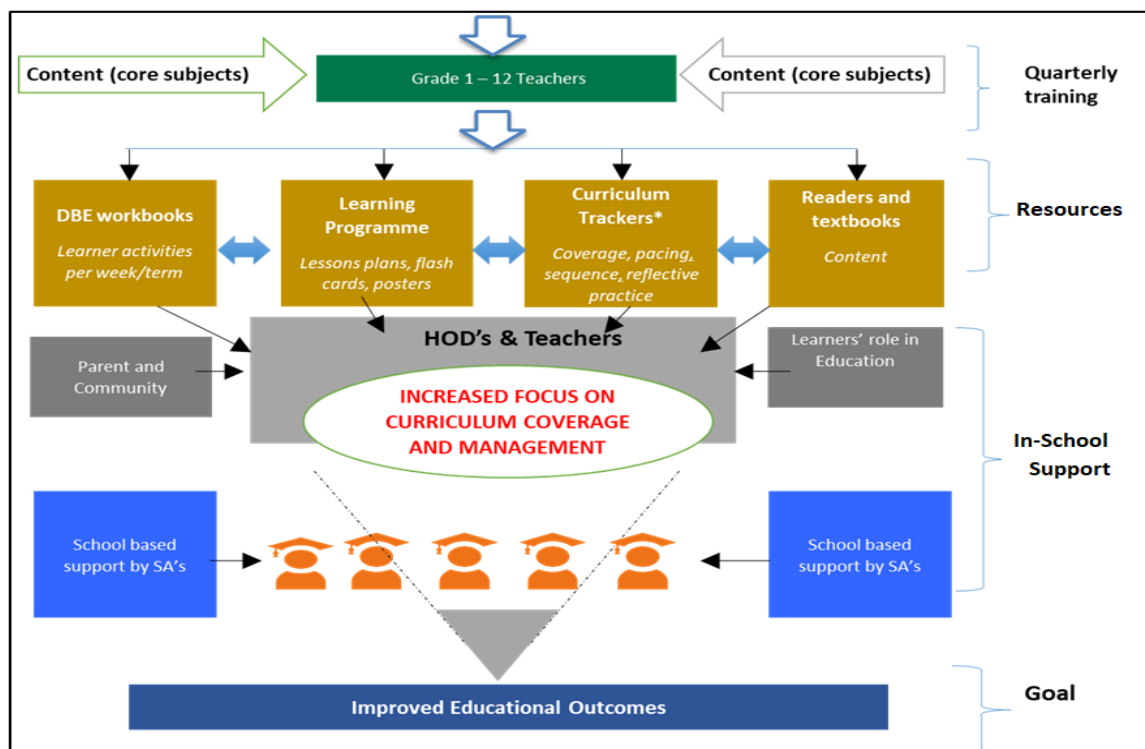 Content (core subjects)
Grade 1 – 12 Teachers
Content (core subjects)
Quarterly
training
DBE workbooks
Learner activities
per week/term
Learning
Programme
Lessons plans, flash
cards, posters
Curriculum
Trackers*
Coverage, pacing,
sequence, reflective
practice
Readers and
textbooks
Content
Resources
HOD's & Teachers
Parent and
Community
Learners' role in
Education
INCREASED FOCUS ON
CURRICULUM COVERAGE
AND MANAGEMENT
In-School
Support
School based
support by SA's
School based
support by SA's
Improved Educational Outcomes
Goal